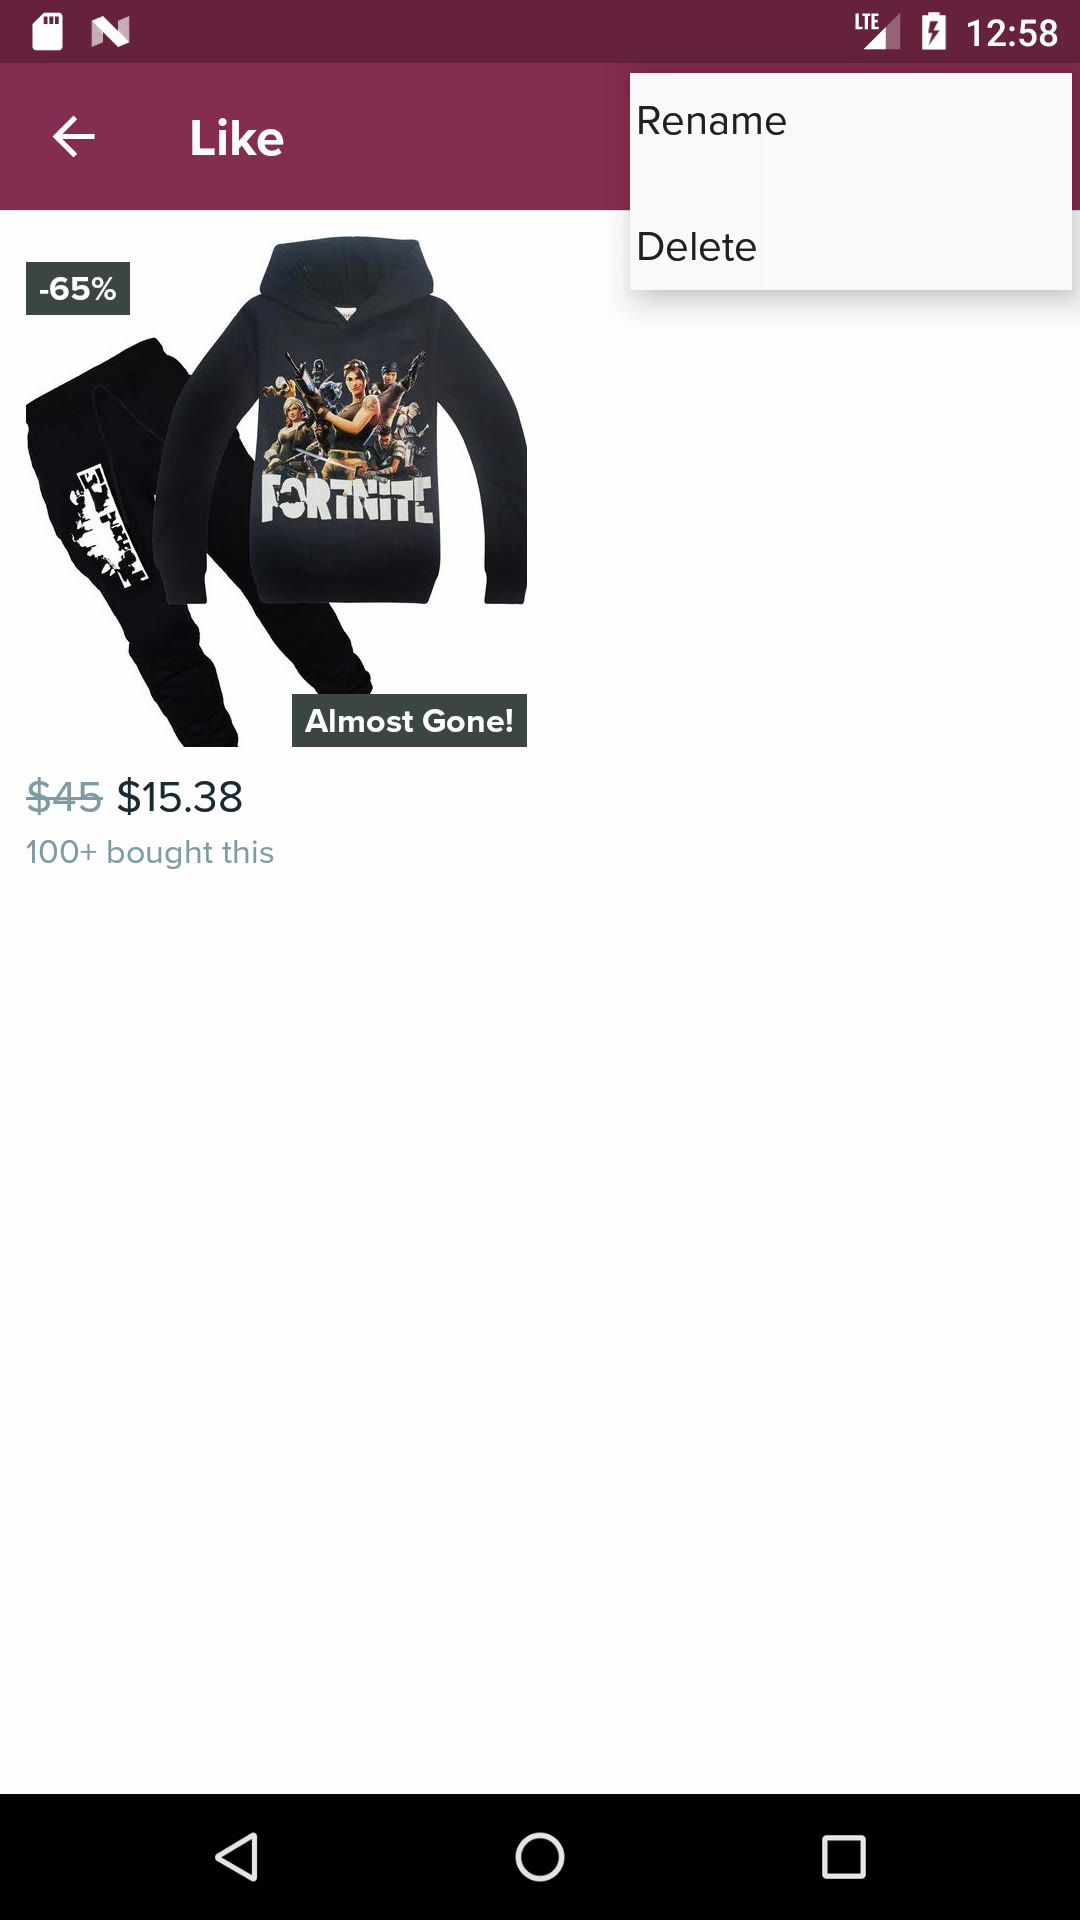 LTE 12:58
Like
Rename
Delete
-65%
FORTNITE
Almost Gone!
$45 $15.38
100+ bought this